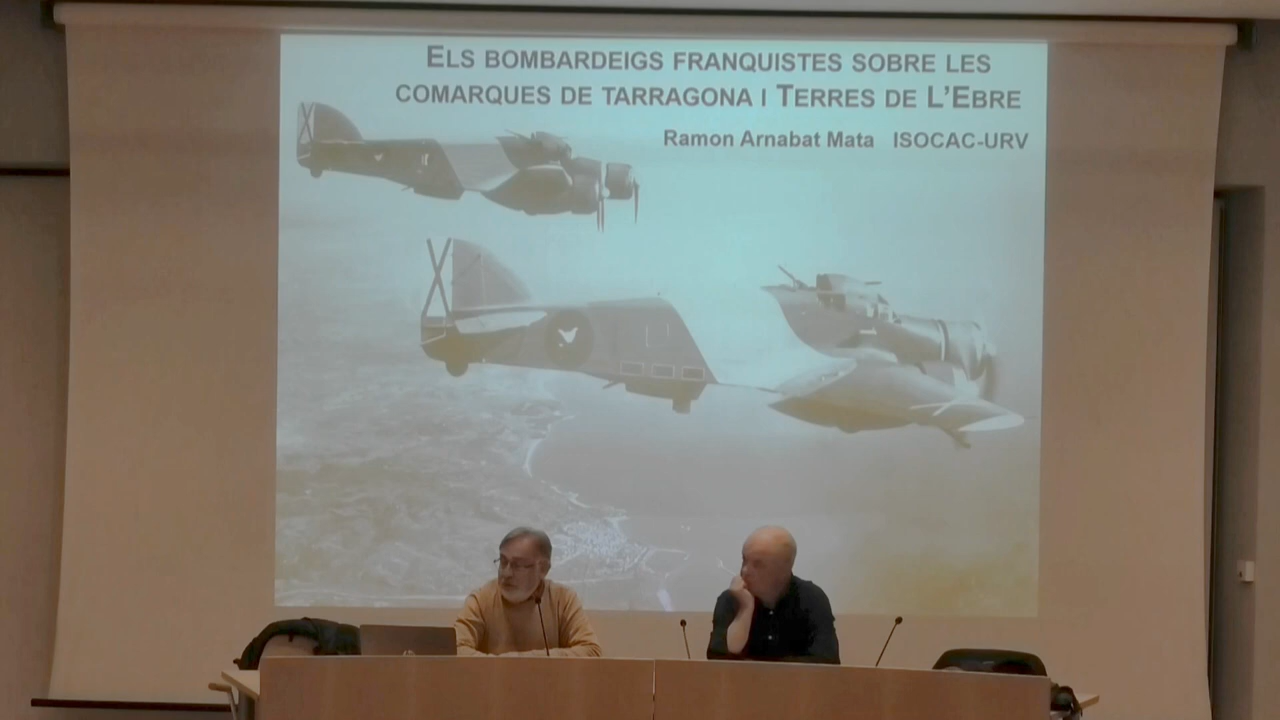 ELS BOMBARDEIGS FRANQUISTES SOBRE LES
COMARQUES DE TARRAGONA I TERRES DE L'EBRE
Ramon Arnabat Mata ISOCAC-URV